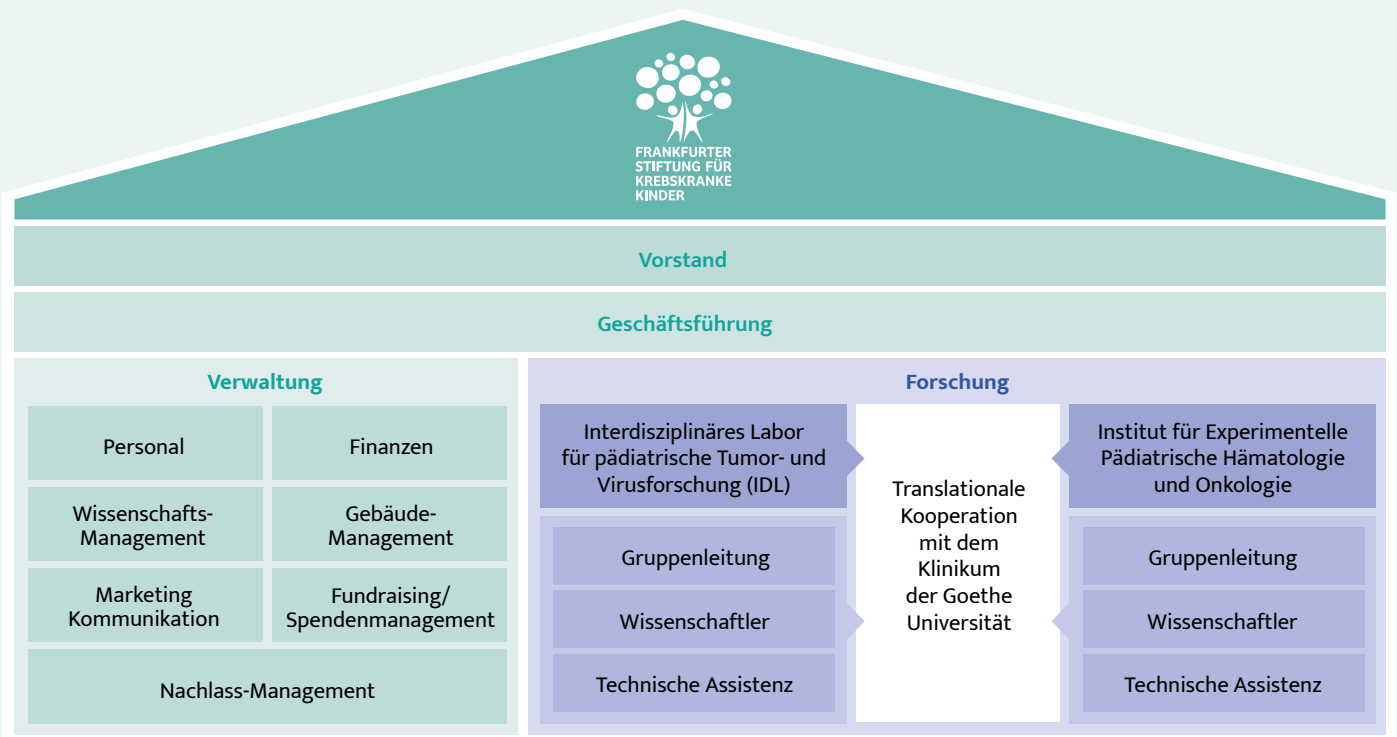 FRANKFURTER
STIFTUNG FÜR
KREBSKRANKE
KINDER
Vorstand
Geschäftsführung
Verwaltung
Personal
Finanzen
Wissenschafts-
Management
Gebäude-
Management
Marketing
Kommunikation
Fundraising/
Spendenmanagement
Nachlass-Management
Forschung
Interdisziplinäres Labor
für pädiatrische Tumor- und
Virusforschung (IDL)
Gruppenleitung
Wissenschaftler
Technische Assistenz
Translationale
Kooperation
mit dem
Klinikum
der Goethe
Universität
Institut für Experimentelle
Pädiatrische Hämatologie
und Onkologie
Gruppenleitung
Wissenschaftler
Technische Assistenz